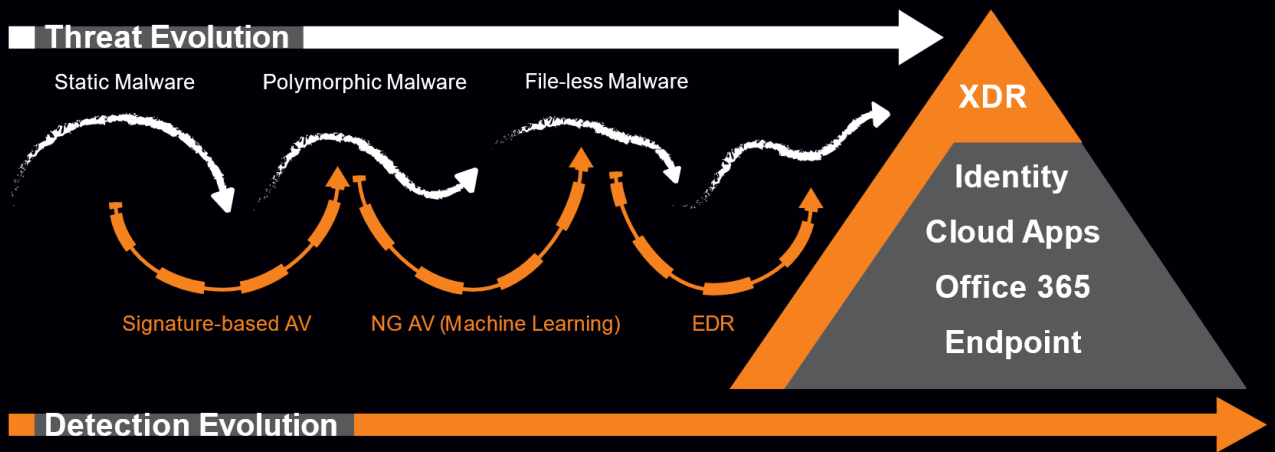 Threat Evolution
Static Malware
Polymorphic Malware
File-less Malware
XDR
Identity
Cloud Apps
Office 365
Endpoint
Signature-based AV
NG AV (Machine Learning)
EDR
Detection Evolution